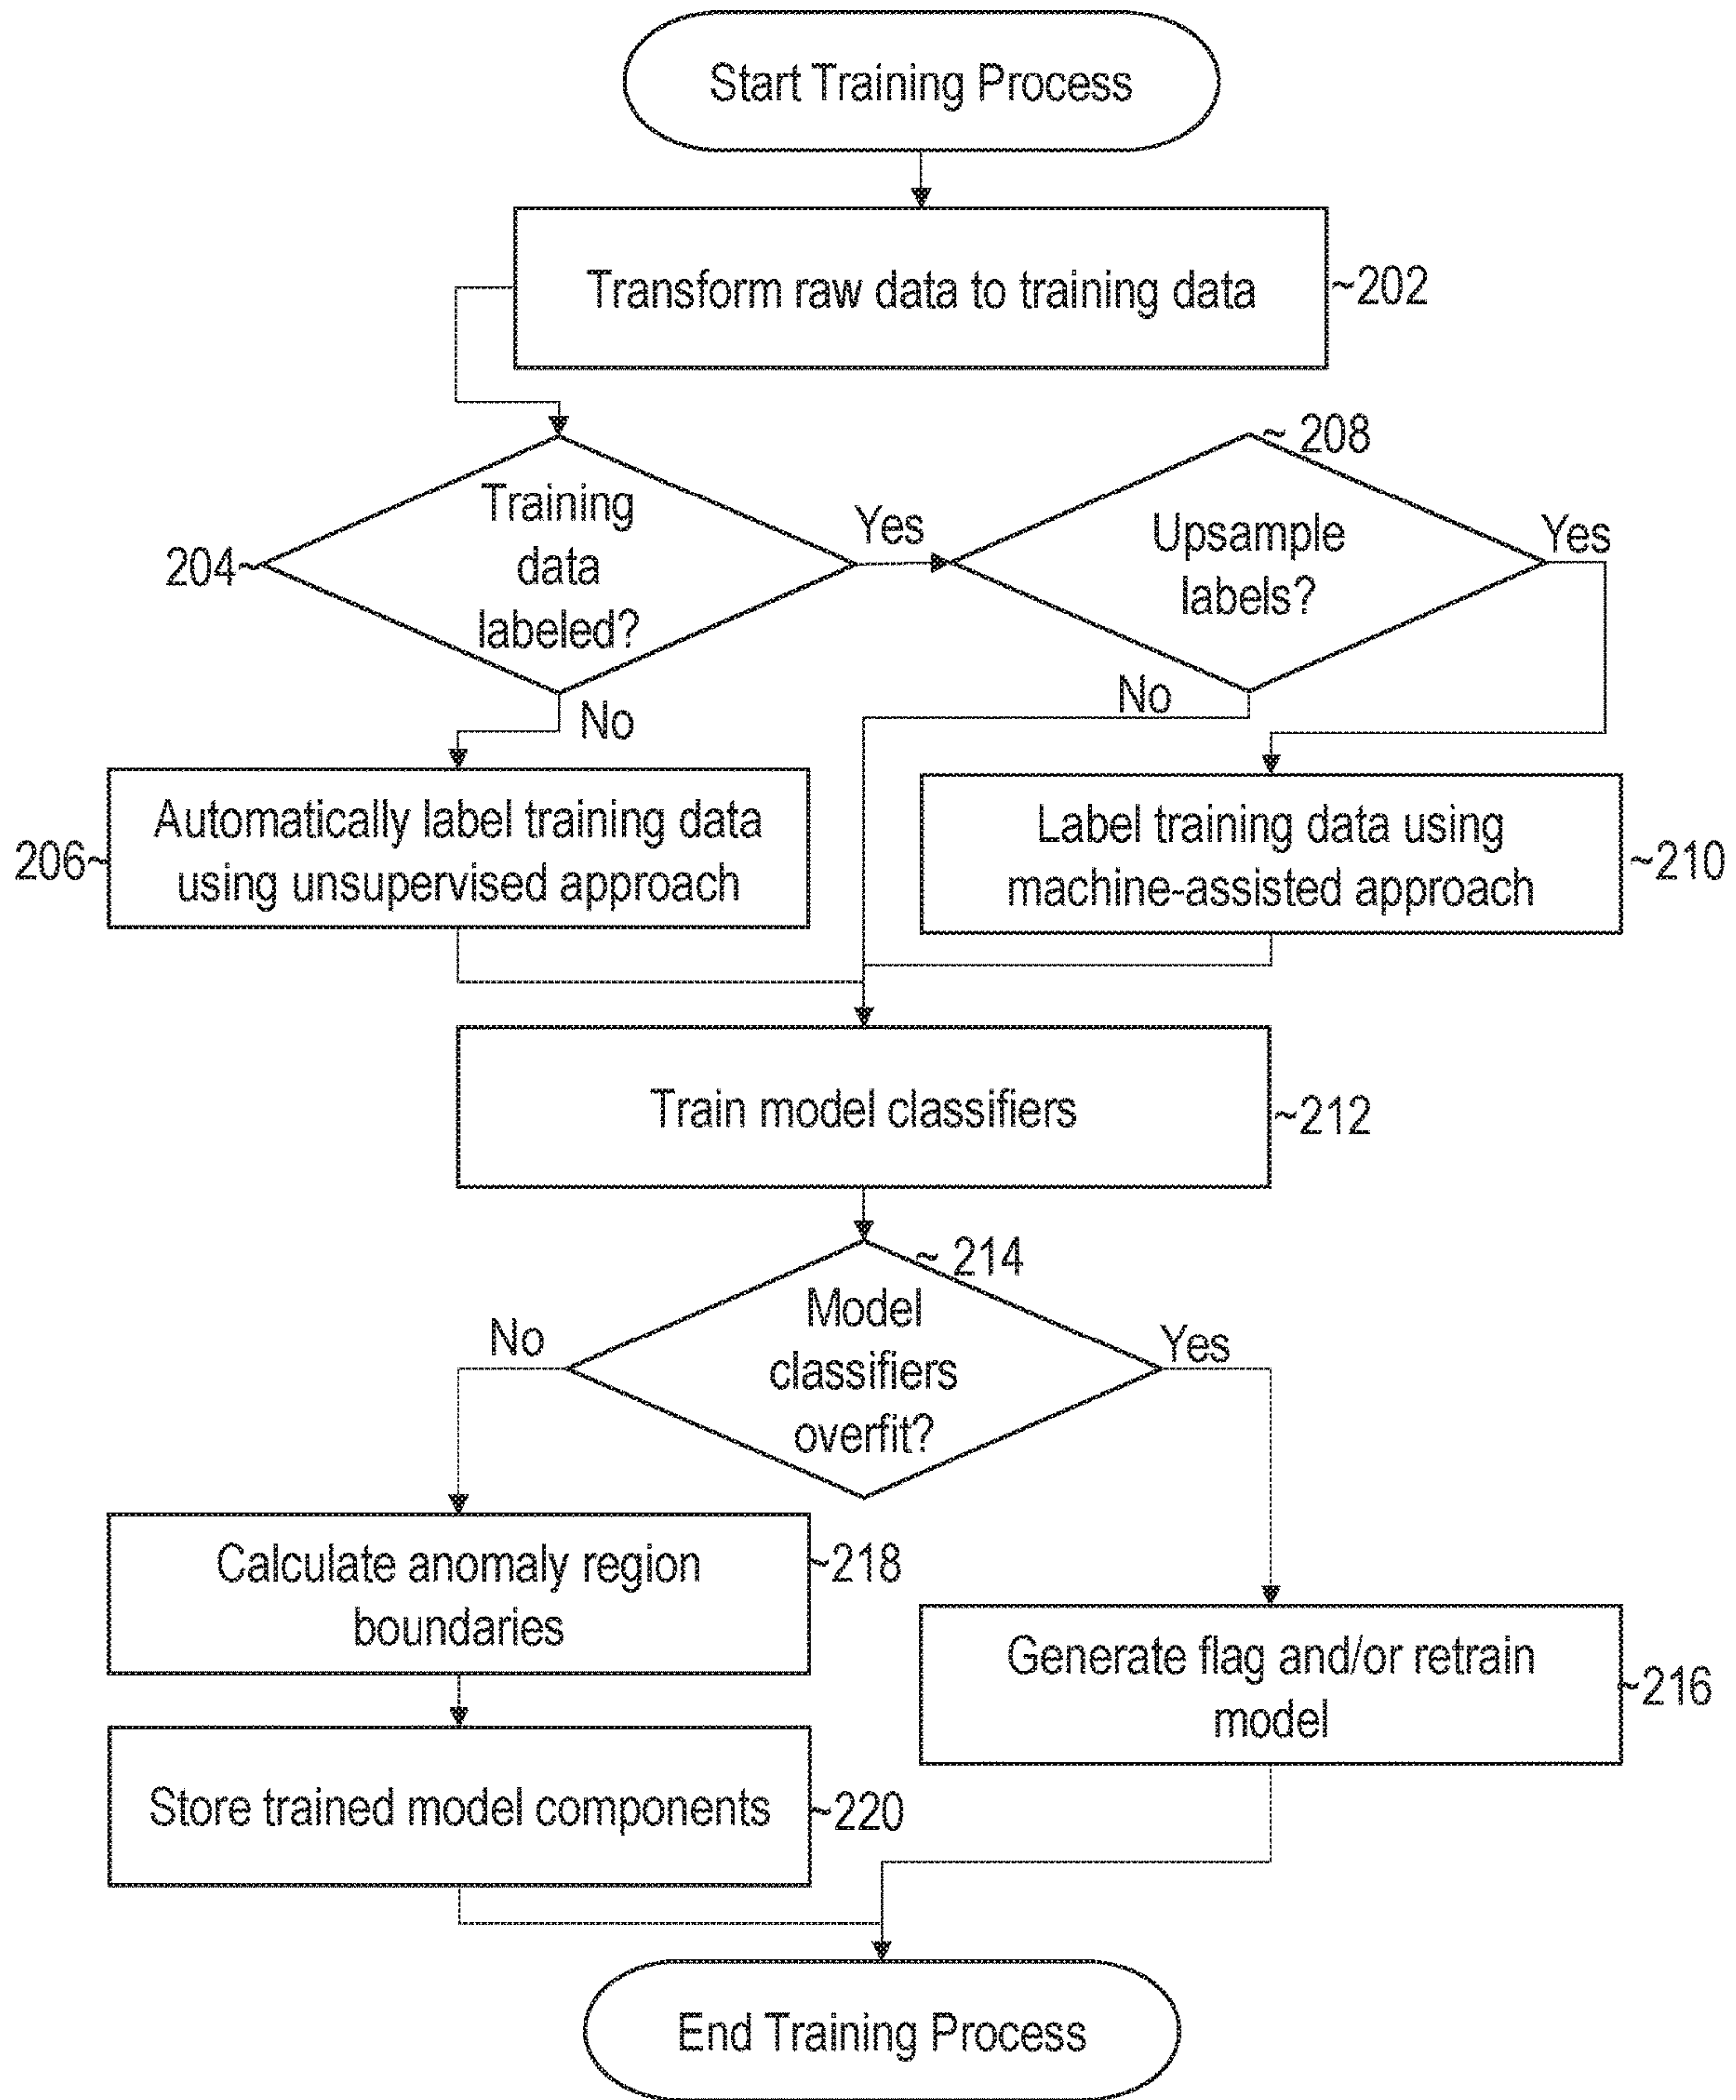 Start Training Process
Transform raw data to training data
~202
~ 208
Training
data
labeled?
204~
Yes
Upsample
labels?
Yes
No
No
Automatically label training data
using unsupervised approach
206~
Label training data using
machine-assisted approach
~210
Train model classifiers
~212
~ 214
Model
classifiers
overfit?
No
Yes
Calculate anomaly region
boundaries
~218
Generate flag and/or retrain
model
~216
Store trained model components
~220
End Training Process